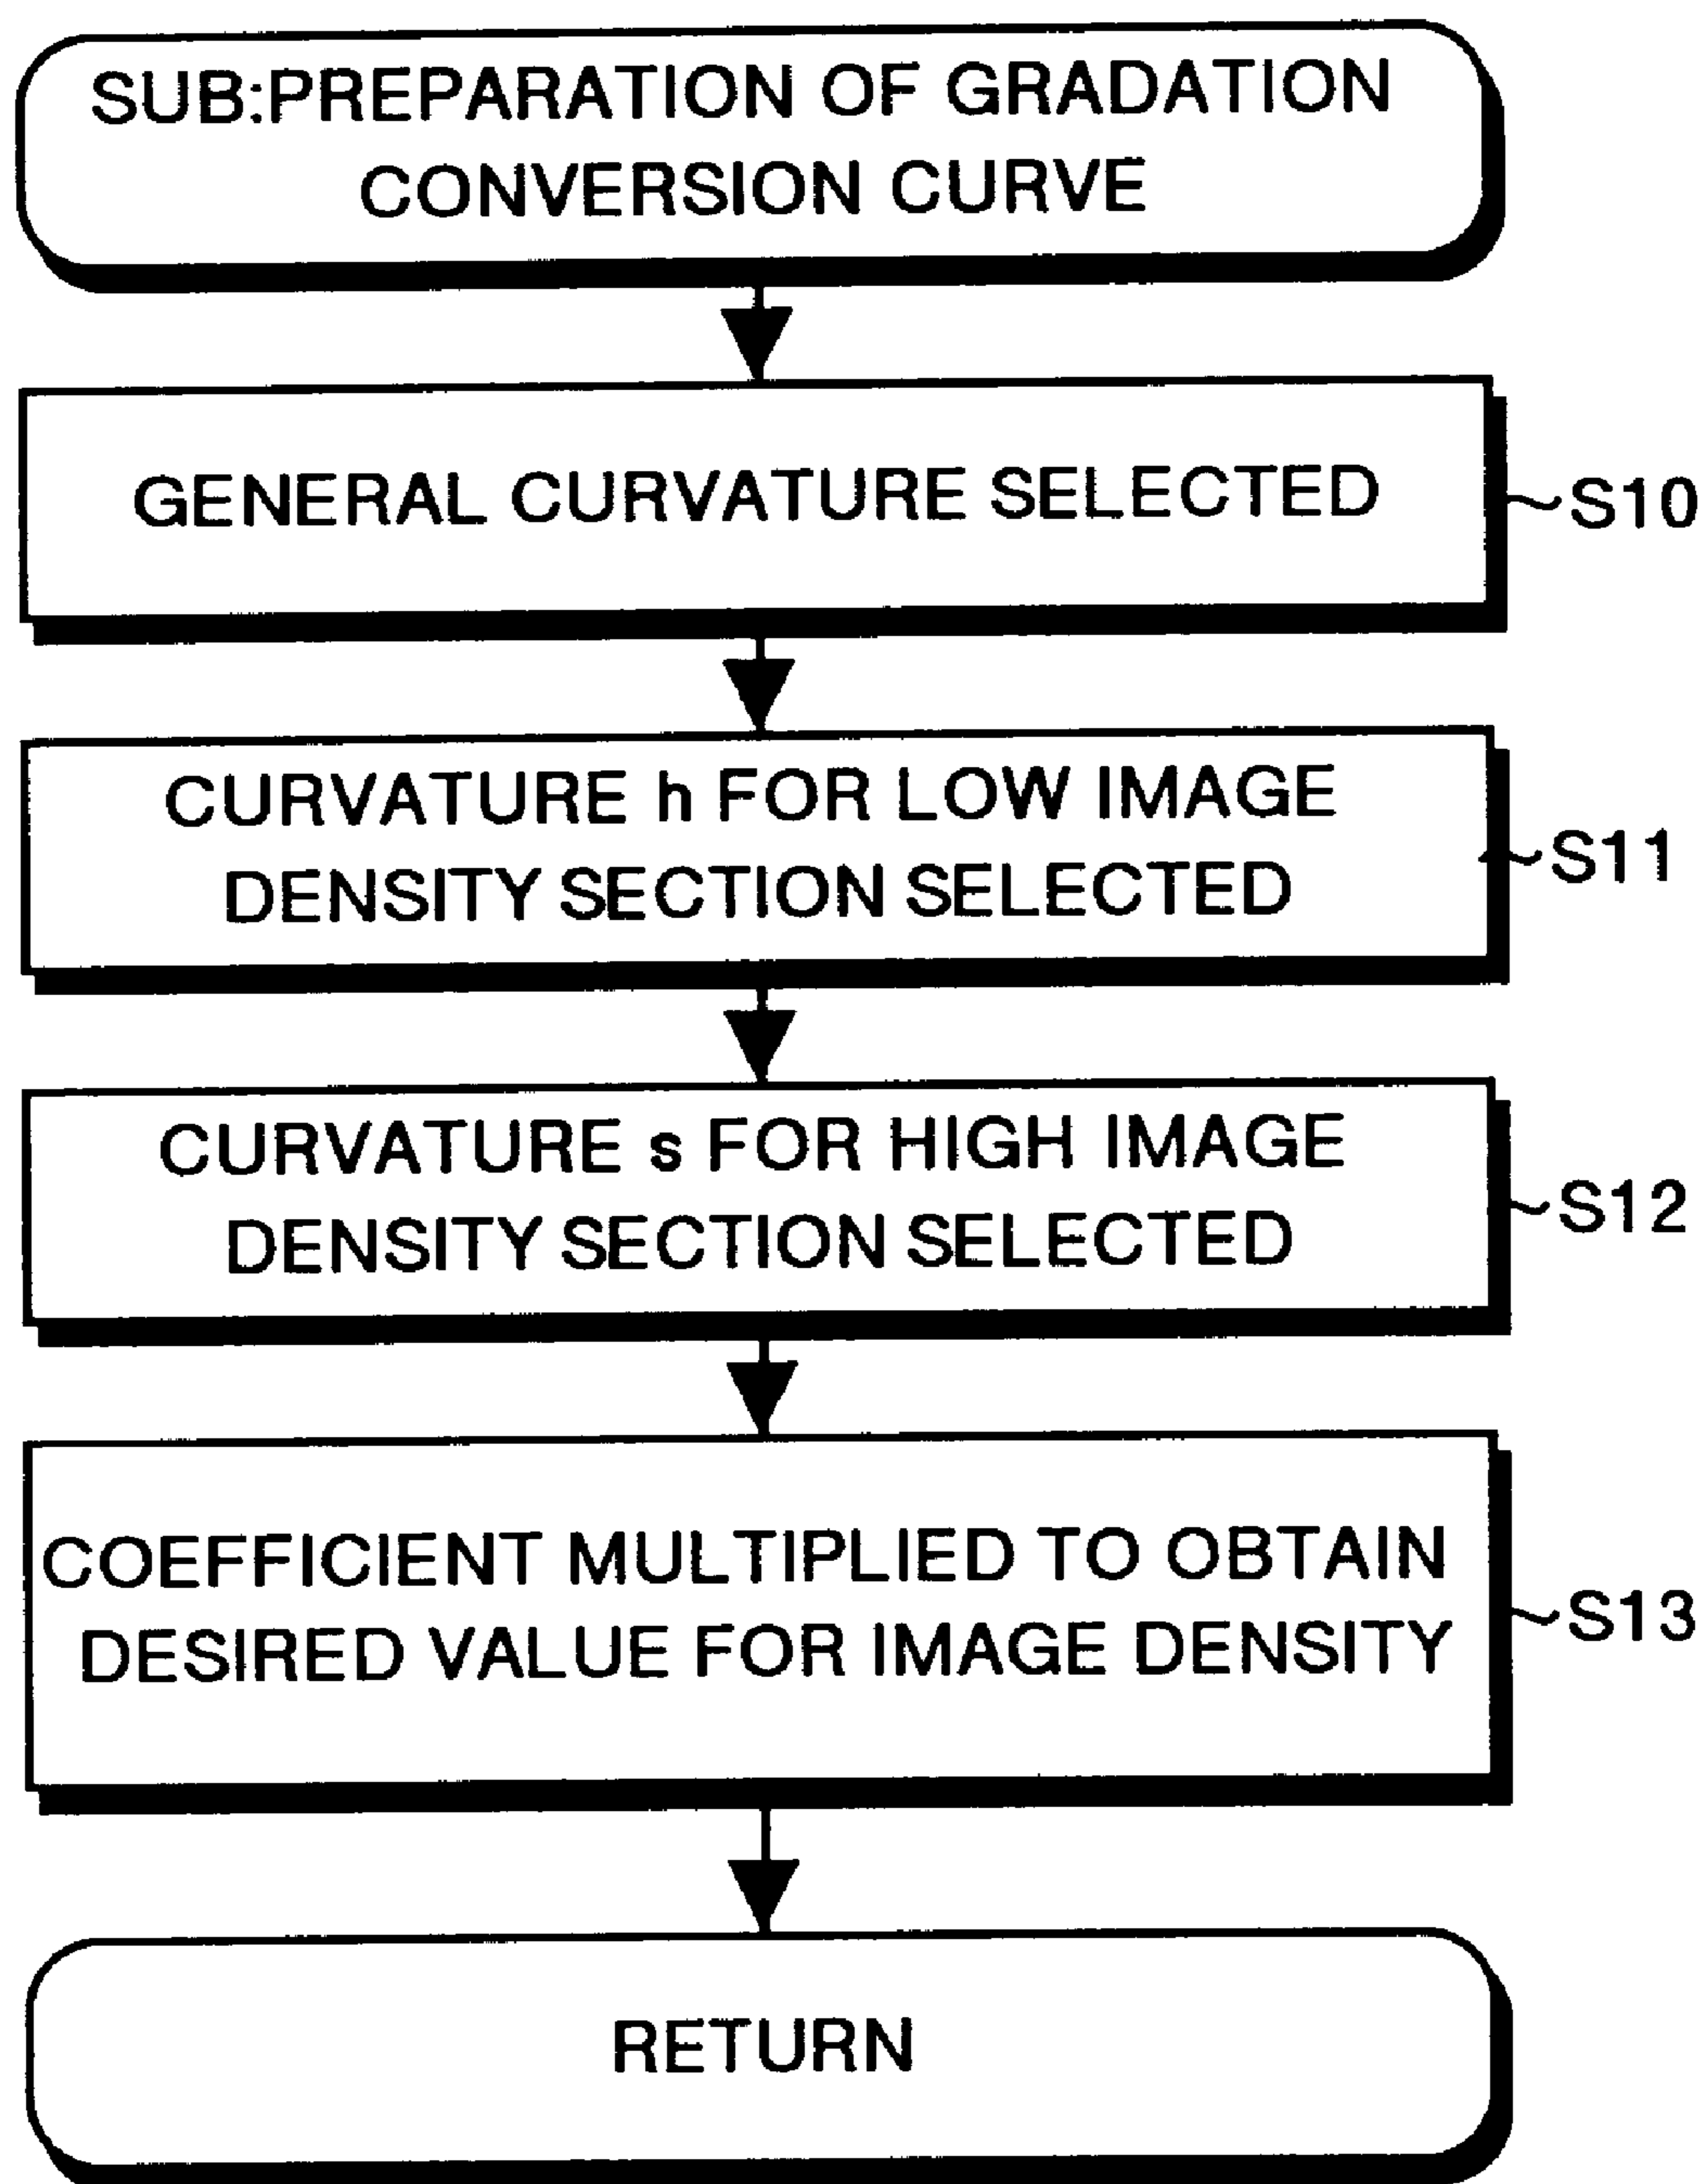 SUB:PREPARATION OF GRADATION
CONVERSION CURVE
GENERAL CURVATURE SELECTED
S10
CURVATURE h FOR LOW IMAGE
DENSITY SECTION SELECTED
S11
CURVATURE s FOR HIGH IMAGE
DENSITY SECTION SELECTED
S12
COEFFICIENT MULTIPLIED TO OBTAIN
DESIRED VALUE FOR IMAGE DENSITY
S13
RETURN